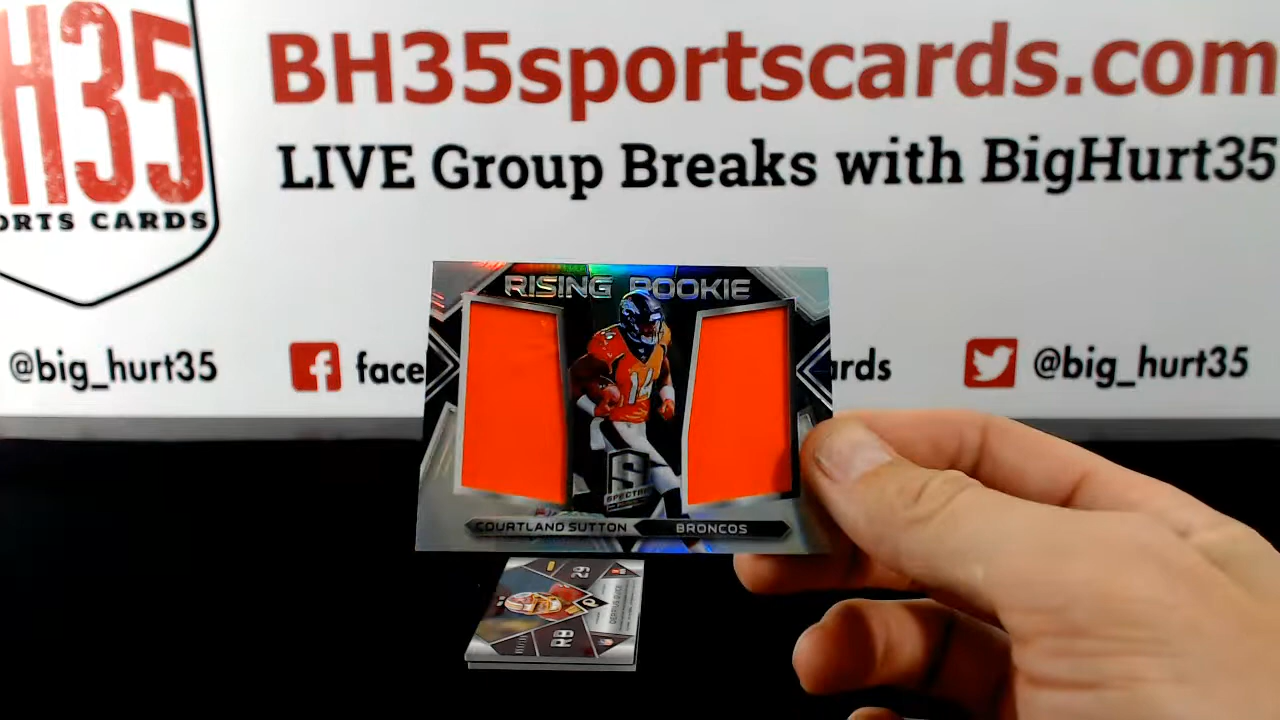 H35
ORTS CARDS
BH35sportscards.com
LIVE Group Breaks with BigHurt35
@big_hurt35
f face
rds
@big_hurt35
RISING ROOKIE
14
S
SPECTRA
COURTLAND SUTTON
BRONCOS
29
RB